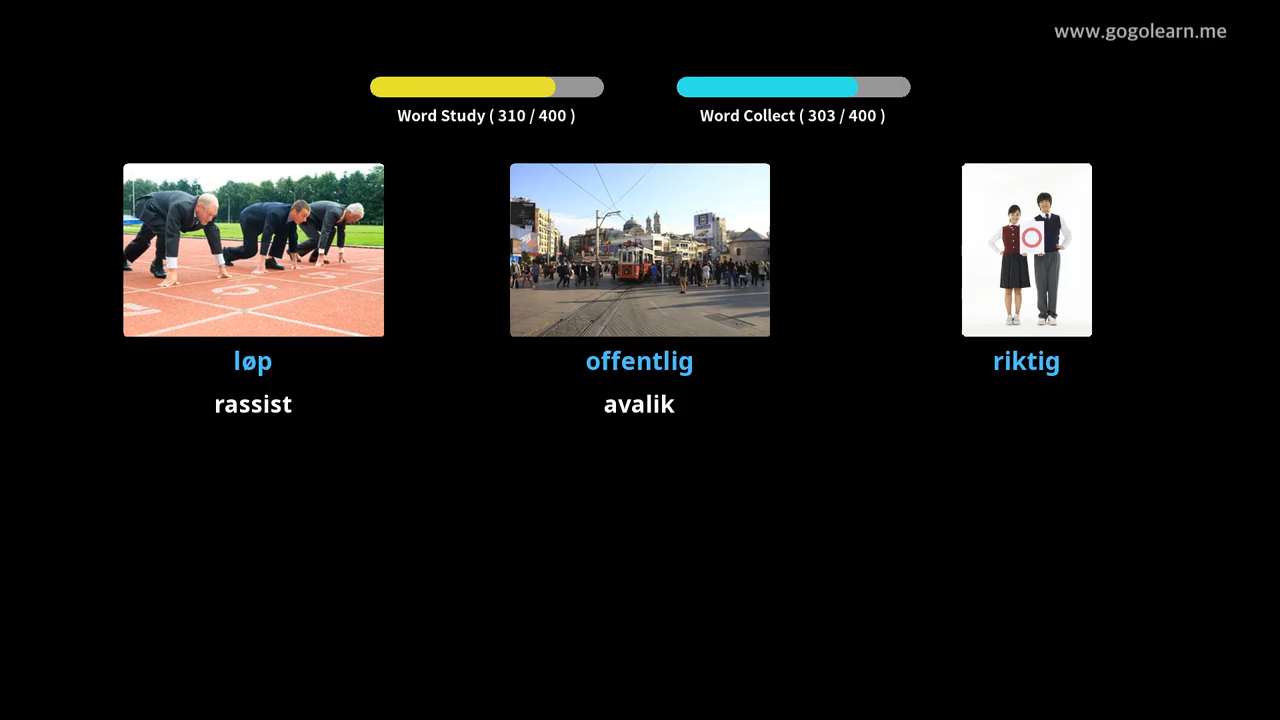 www.gogolearn.me
Word Study ( 310 / 400 )
Word Collect ( 303 / 400 )
løp
offentlig
riktig
rassist
avalik